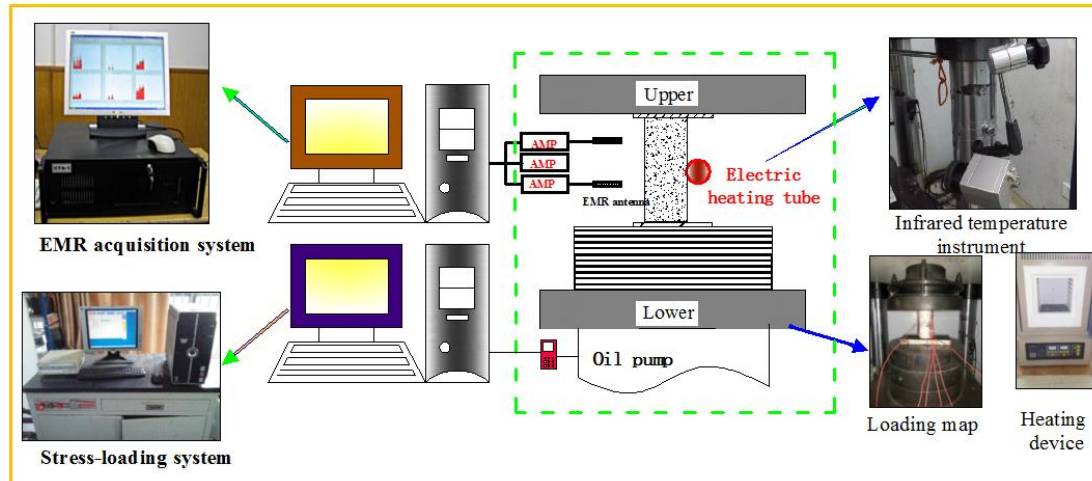 Upper
AMP
AMP
AMP
EMR antenna
Electric
heating tube
Lower
Oil pump
EMR acquisition system
Stress-loading system
Infrared temperature
instrument
Loading map
Heating
device